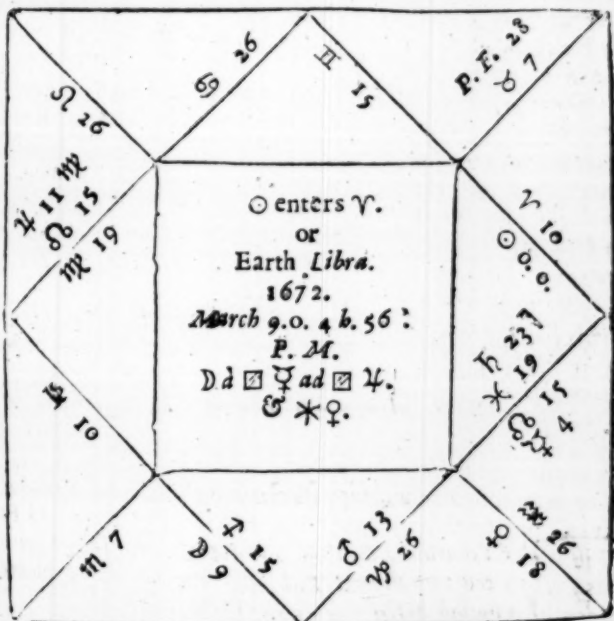 ♋ 26
♊ 15
P. F. 28
♉ 7
♌ 26
♃ 11 ♍
☊ 15
♍ 19
☉ enters ♈.
or
Earth Libra.
1672.
March 9.0. 4 h. 56 :
P. M.
☽ à □ ☿ ad □ ♃.
& ✶ ♀.
♈ 10
☉ 0. 0.
♄ 23
♓ 19
☋ 15
☿ 4
10
♏ 7
♐ 15
☽ 9
♂ 13
♑ 26
♒ 26
♀ 18